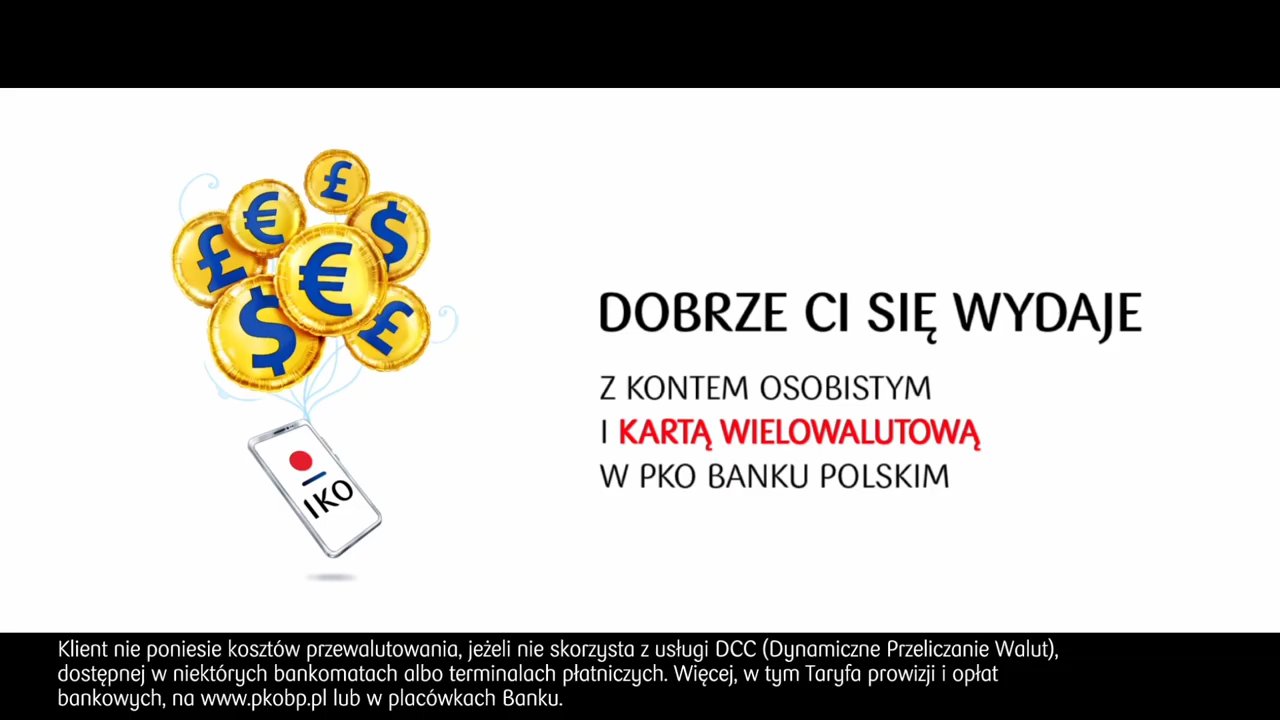 £
€
£
$
€
$
£
IKO
DOBRZE CI SIĘ WYDAJE
Z KONTEM OSOBISTYM
I KARTĄ WIELOWALUTOWĄ
W PKO BANKU POLSKIM
Klient nie poniesie kosztów przewalutowania, jeżeli nie skorzysta z usługi DCC (Dynamiczne Przeliczanie Walut),
dostępnej w niektórych bankomatach albo terminalach płatniczych. Więcej, w tym Taryfa prowizji i opłat
bankowych, na www.pkobp.pl lub w placówkach Banku.